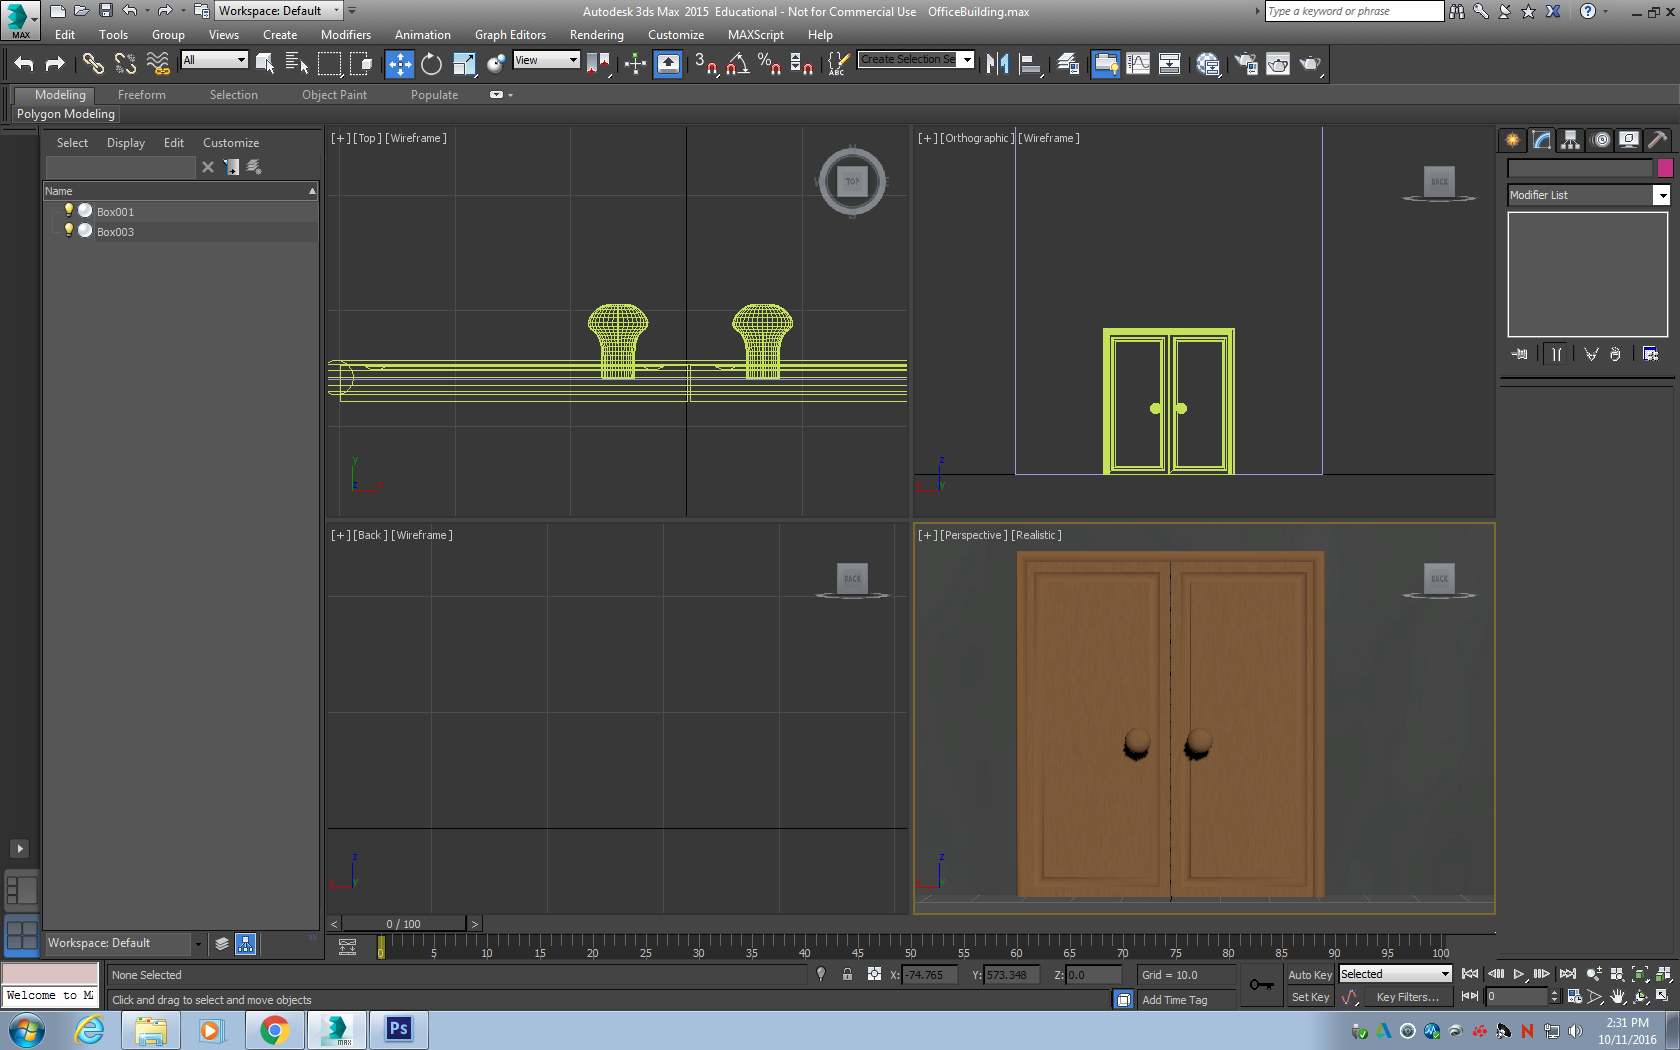 Workspace: Default
Autodesk 3ds Max 2015 Educational - Not for Commercial Use OfficeBuilding.max
Type a keyword or phrase
MAX
Edit Tools Group Views Create Modifiers Animation Graph Editors Rendering Customize MAXScript Help
All
View
3
%
ABC
Create Selection Se
Modeling Freeform Selection Object Paint Populate
Polygon Modeling
Select Display Edit Customize
Name
Box001
Box003
[+] [Top] [Wireframe]
TOP
[+] [Orthographic] [Wireframe]
BACK
Modifier List
y
z
x
z
x y
[+] [Back] [Wireframe]
BACK
[+] [Perspective] [Realistic]
BACK
z
x y
z
x y
< 0 / 100 >
Workspace: Default
0 5 10 15 20 25 30 35 40 45 50 55 60 65 70 75 80 85 90 95 100
None Selected
X: -74.765 Y: 573.348 Z: 0.0 Grid = 10.0
Auto Key Selected
Welcome to MA
Click and drag to select and move objects
Add Time Tag
Set Key Key Filters...
0
MAX
Ps
N
2:31 PM
10/11/2016